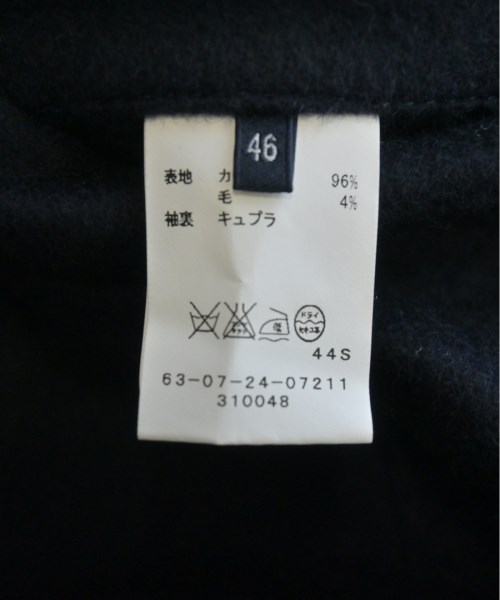 46
表地 カ 96%
毛 4%
袖裏 キュプラ
ドライ
セキユ系
44S
63-07-24-07211
310048